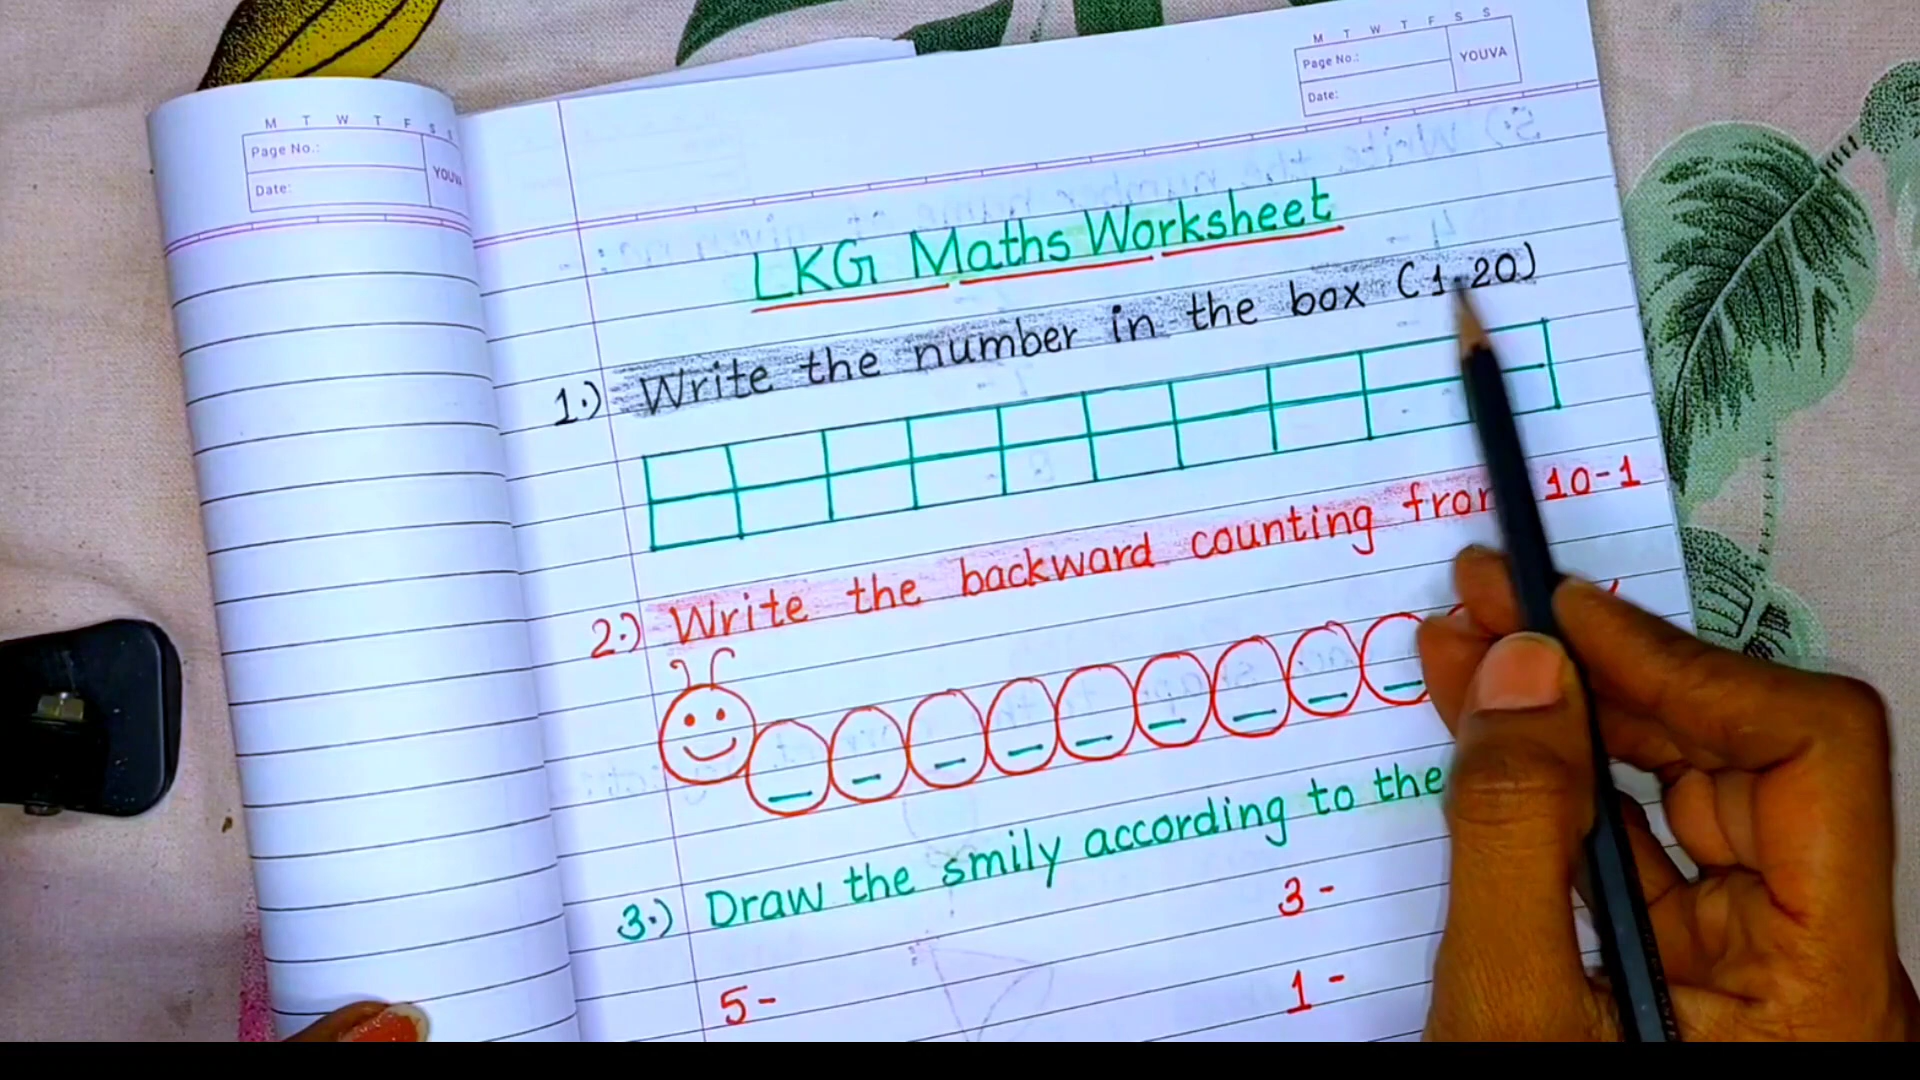 M T W T F S S
Page No.:
Date:
YOUVA
M T W T F S S
Page No.:
YOUVA
Date:
LKG Maths Worksheet
1.) Write the number in the box (1-20)
2.) Write the backward counting from 10-1
3.) Draw the smily according to the
5-
3-
1-